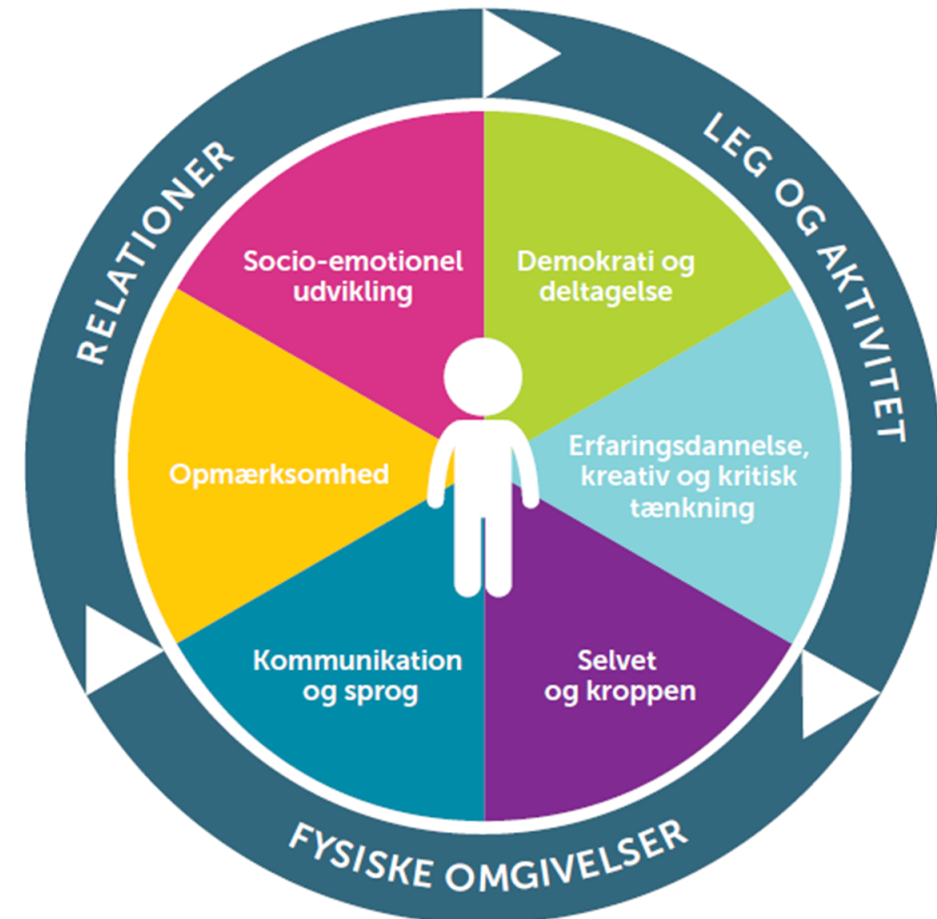 RELATIONER
LEG OG AKTIVITET
Socio-emotionel
udvikling
Demokrati og
deltagelse
Opmærksomhed
Erfaringsdannelse,
kreativ og kritisk
tænkning
Kommunikation
og sprog
Selvet
og kroppen
FYSISKE OMGIVELSER